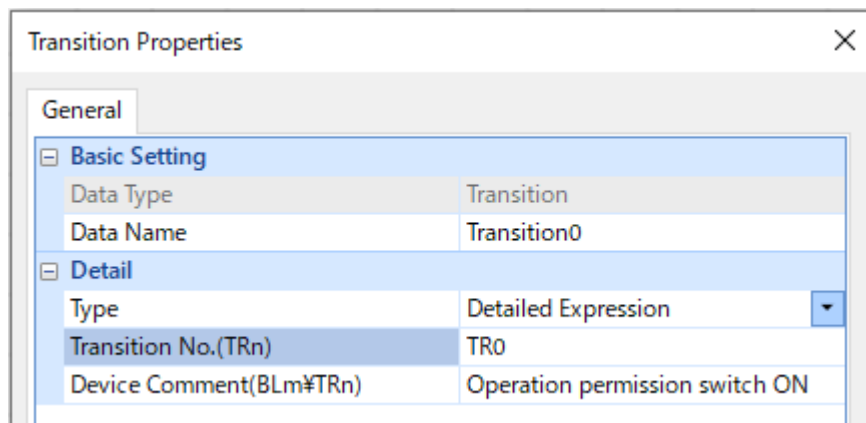 Transition Properties
General
Basic Setting
Data Type Transition
Data Name Transition0
Detail
Type Detailed Expression
Transition No.(TRn) TR0
Device Comment(BLm¥TRn) Operation permission switch ON